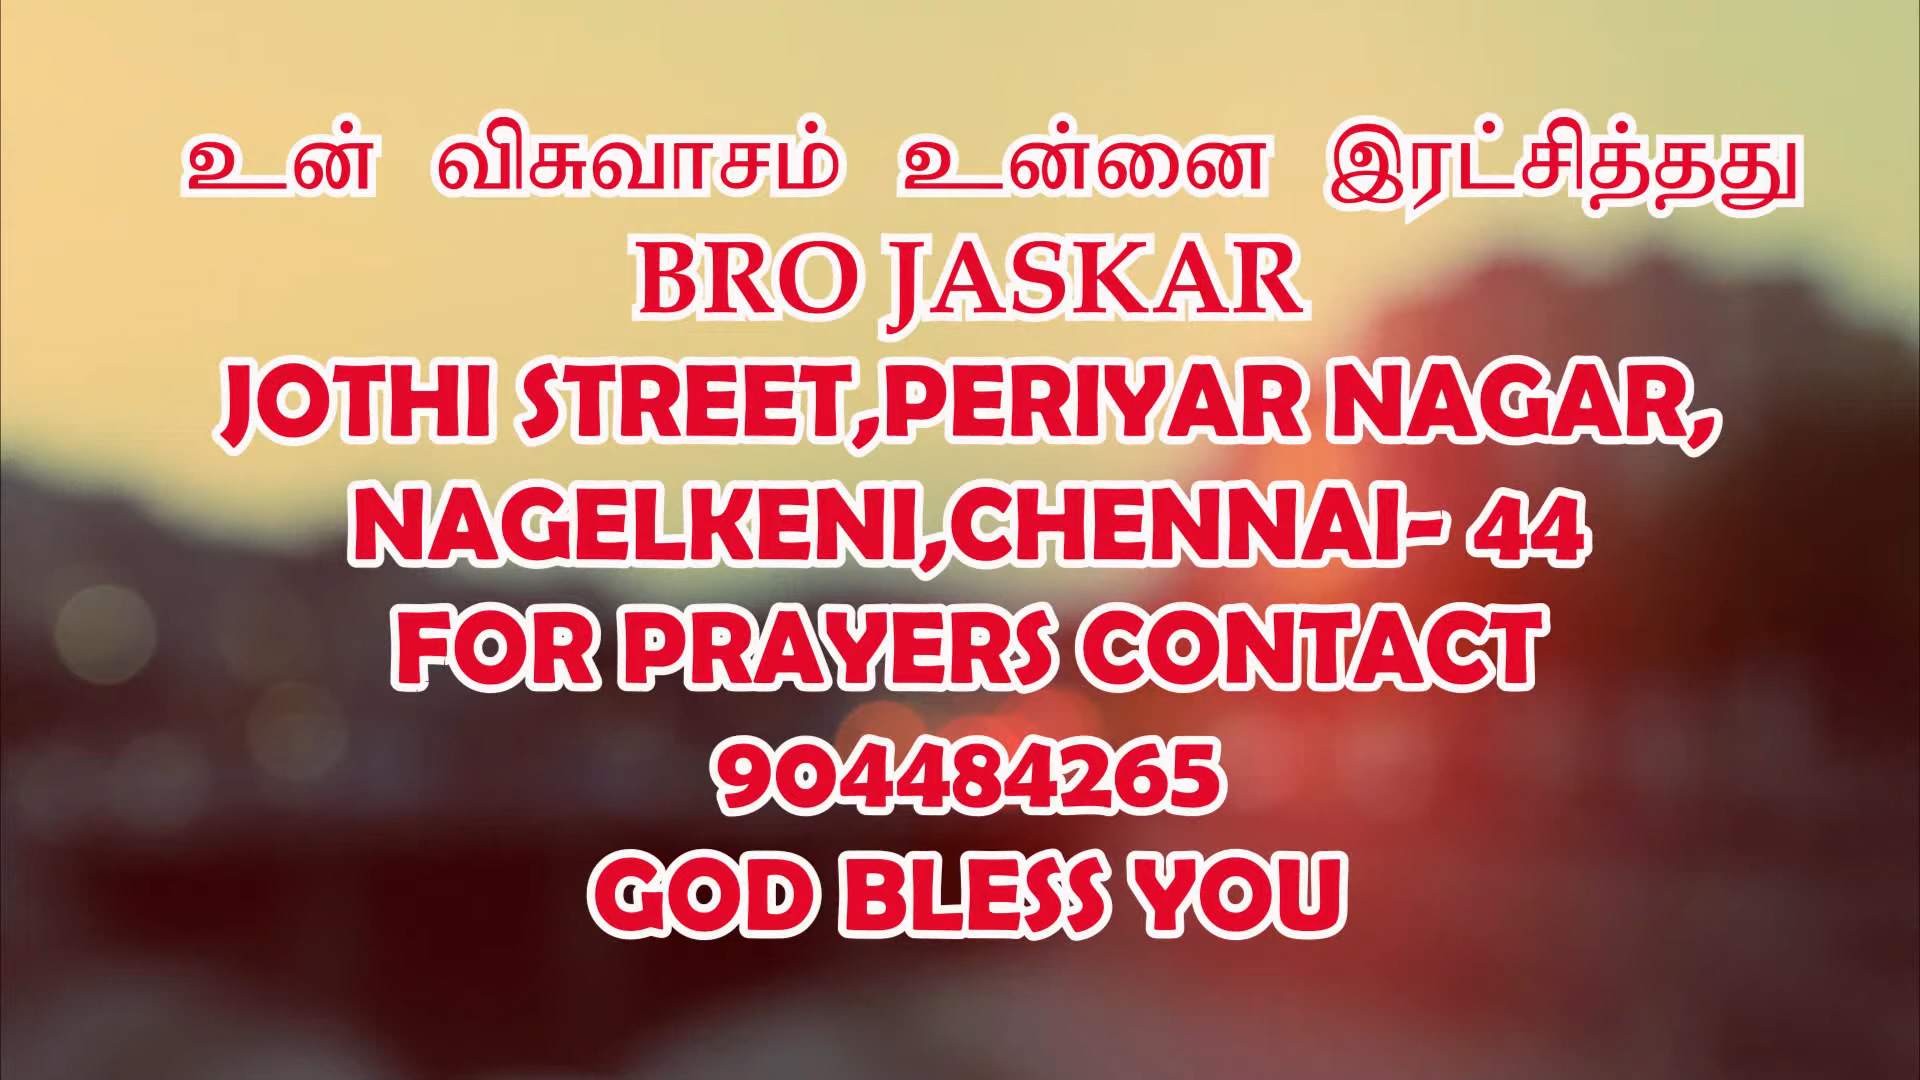 உன் விசுவாசம் உன்னை இரட்சித்தது
BRO JASKAR
JOTHI STREET,PERIYAR NAGAR,
NAGELKENI,CHENNAI- 44
FOR PRAYERS CONTACT
904484265
GOD BLESS YOU